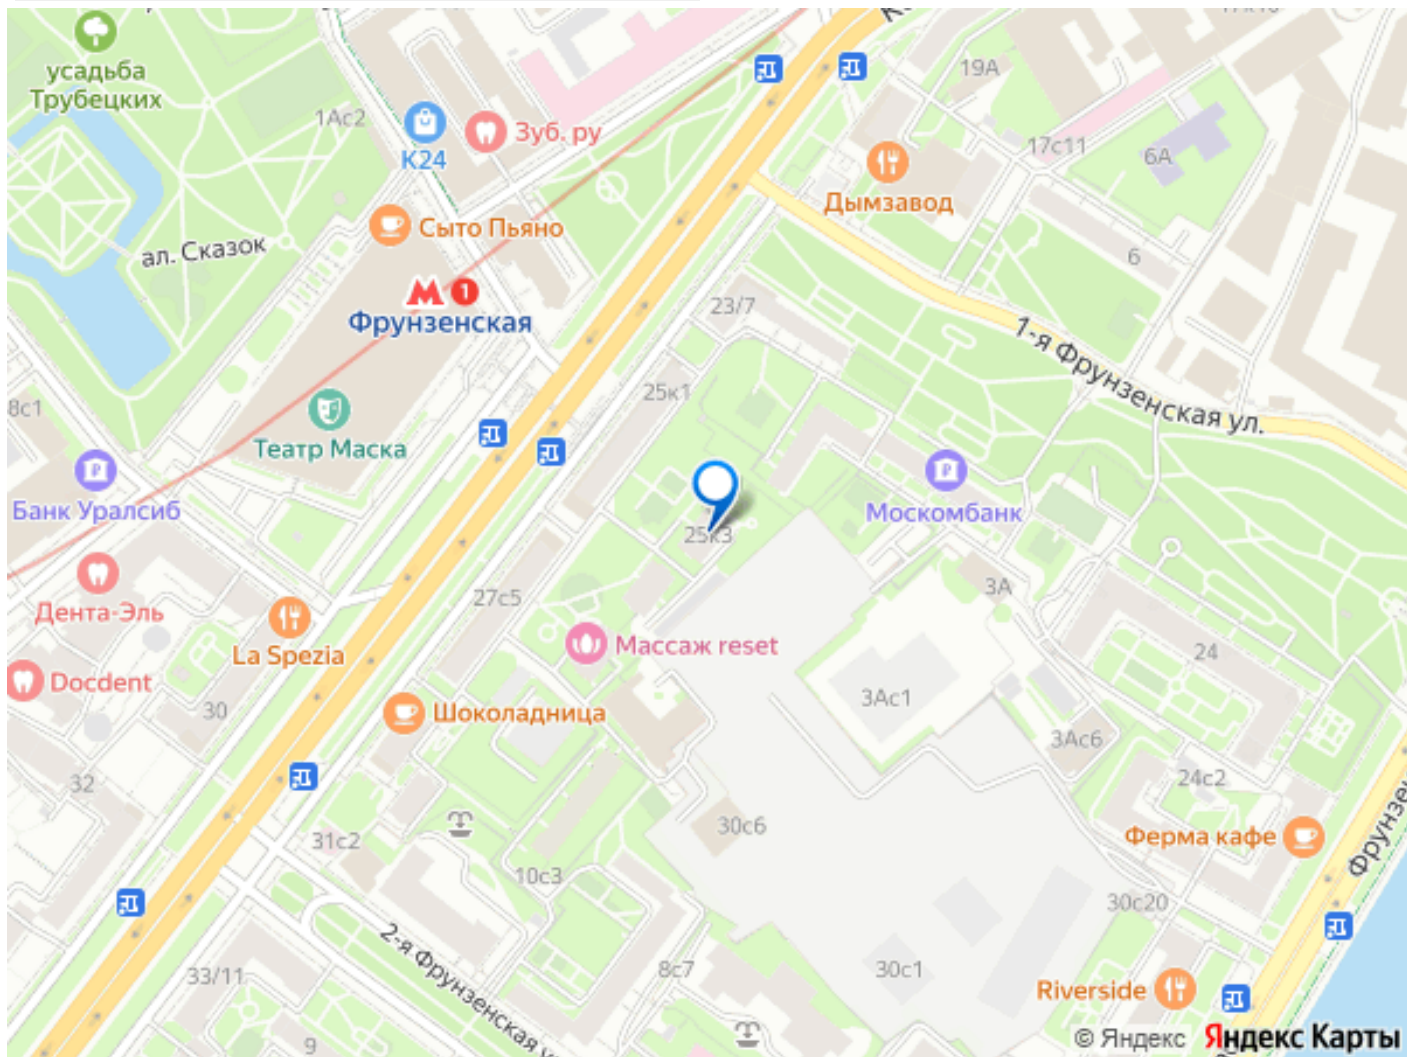 усадьба
Трубецких
1Ас2
К24
Зуб. ру
19А
17с11
6А
Дымзавод
Сыто Пьяно
ал. Сказок
6
1
Фрунзенская
23/7
1-я Фрунзенская ул.
25к1
8с1
Театр Маска
Банк Уралсиб
Москомбанк
25к3
Дента-Эль
27с5
3А
La Spezia
Массаж reset
24
Docdent
30
Шоколадница
3Ас1
3Ас6
32
24с2
30с6
Ферма кафе
31с2
10с3
30с20
2-я Фрунзенская
33/11
8с7
30с1
Riverside
9
© Яндекс Яндекс Карты